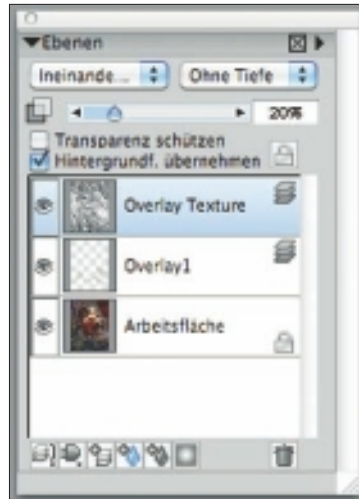 Ebenen
Ineinande... Ohne Tiefe
20%
Transparenz schützen
Hintergrundf. übernehmen
Overlay Texture
Overlay1
Arbeitsfläche